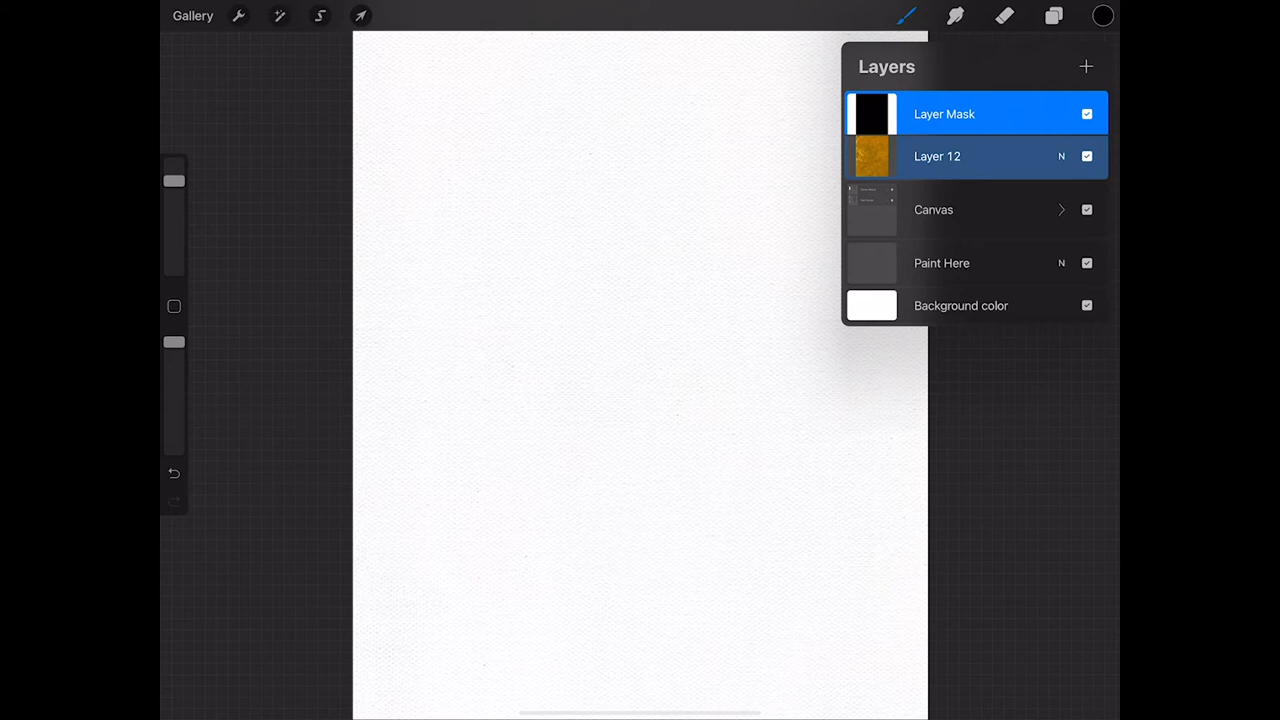 Gallery
Layers
Layer Mask
Layer 12 N
Canvas
Paint Here N
Background color